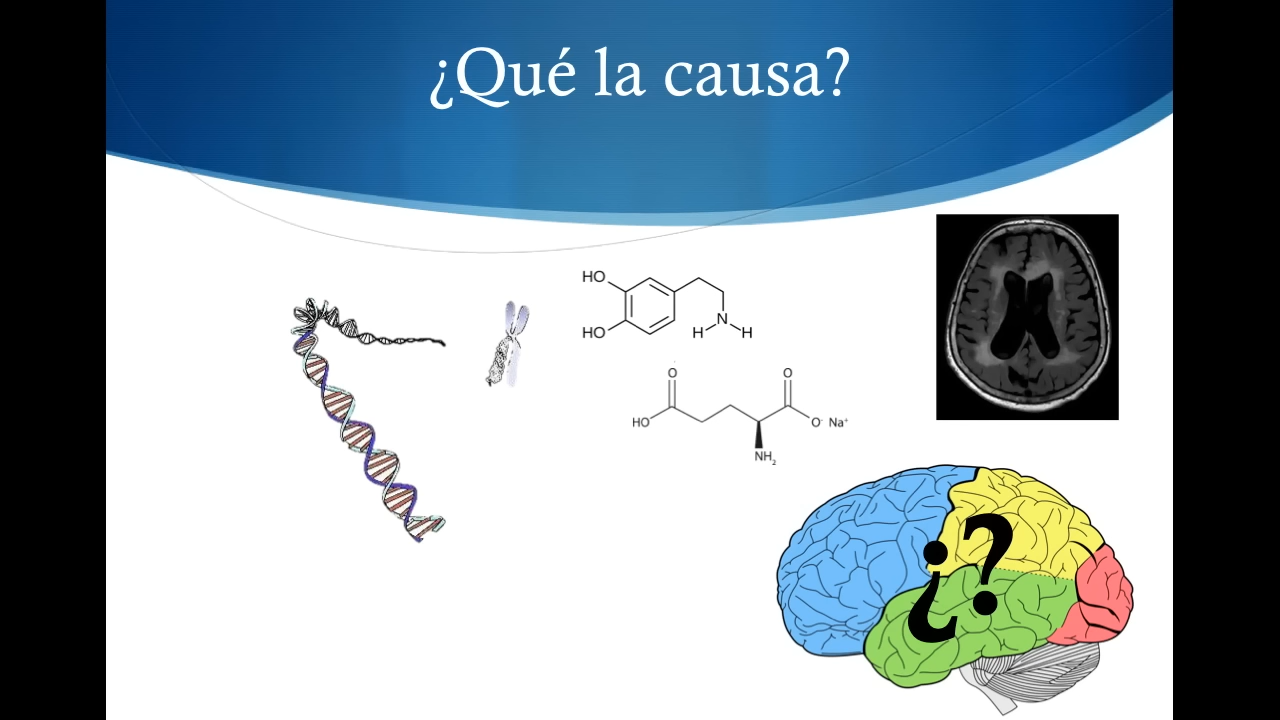 ¿Qué la causa?
HO
HO
N
H H
O O
HO O⁻ Na⁺
NH₂
¿?